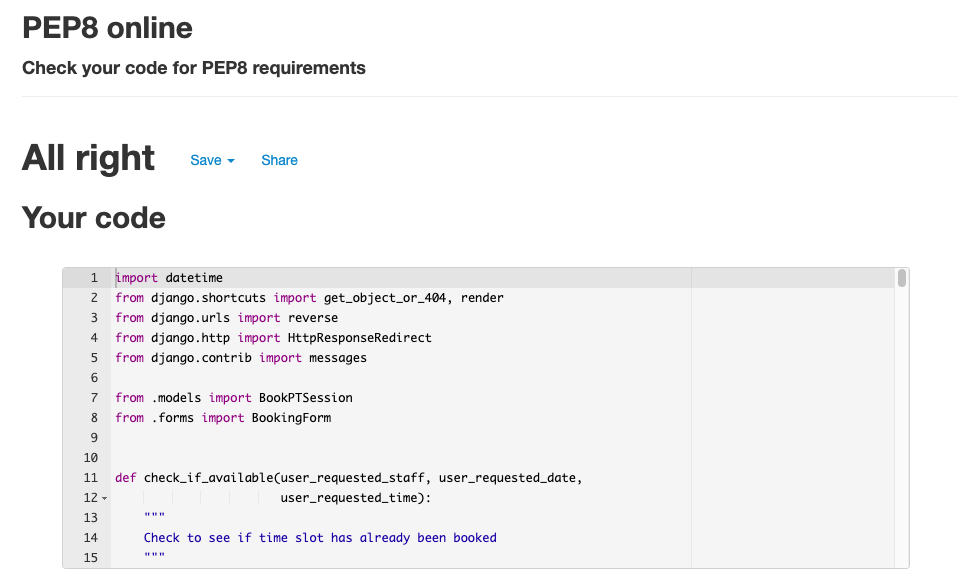 PEP8 online
Check your code for PEP8 requirements
All right Save Share
Your code
1 import datetime
2 from django.shortcuts import get_object_or_404, render
3 from django.urls import reverse
4 from django.http import HttpResponseRedirect
5 from django.contrib import messages
6
7 from .models import BookPTSession
8 from .forms import BookingForm
9
10
11 def check_if_available(user_requested_staff, user_requested_date,
12 user_requested_time):
13 """
14 Check to see if time slot has already been booked
15 """